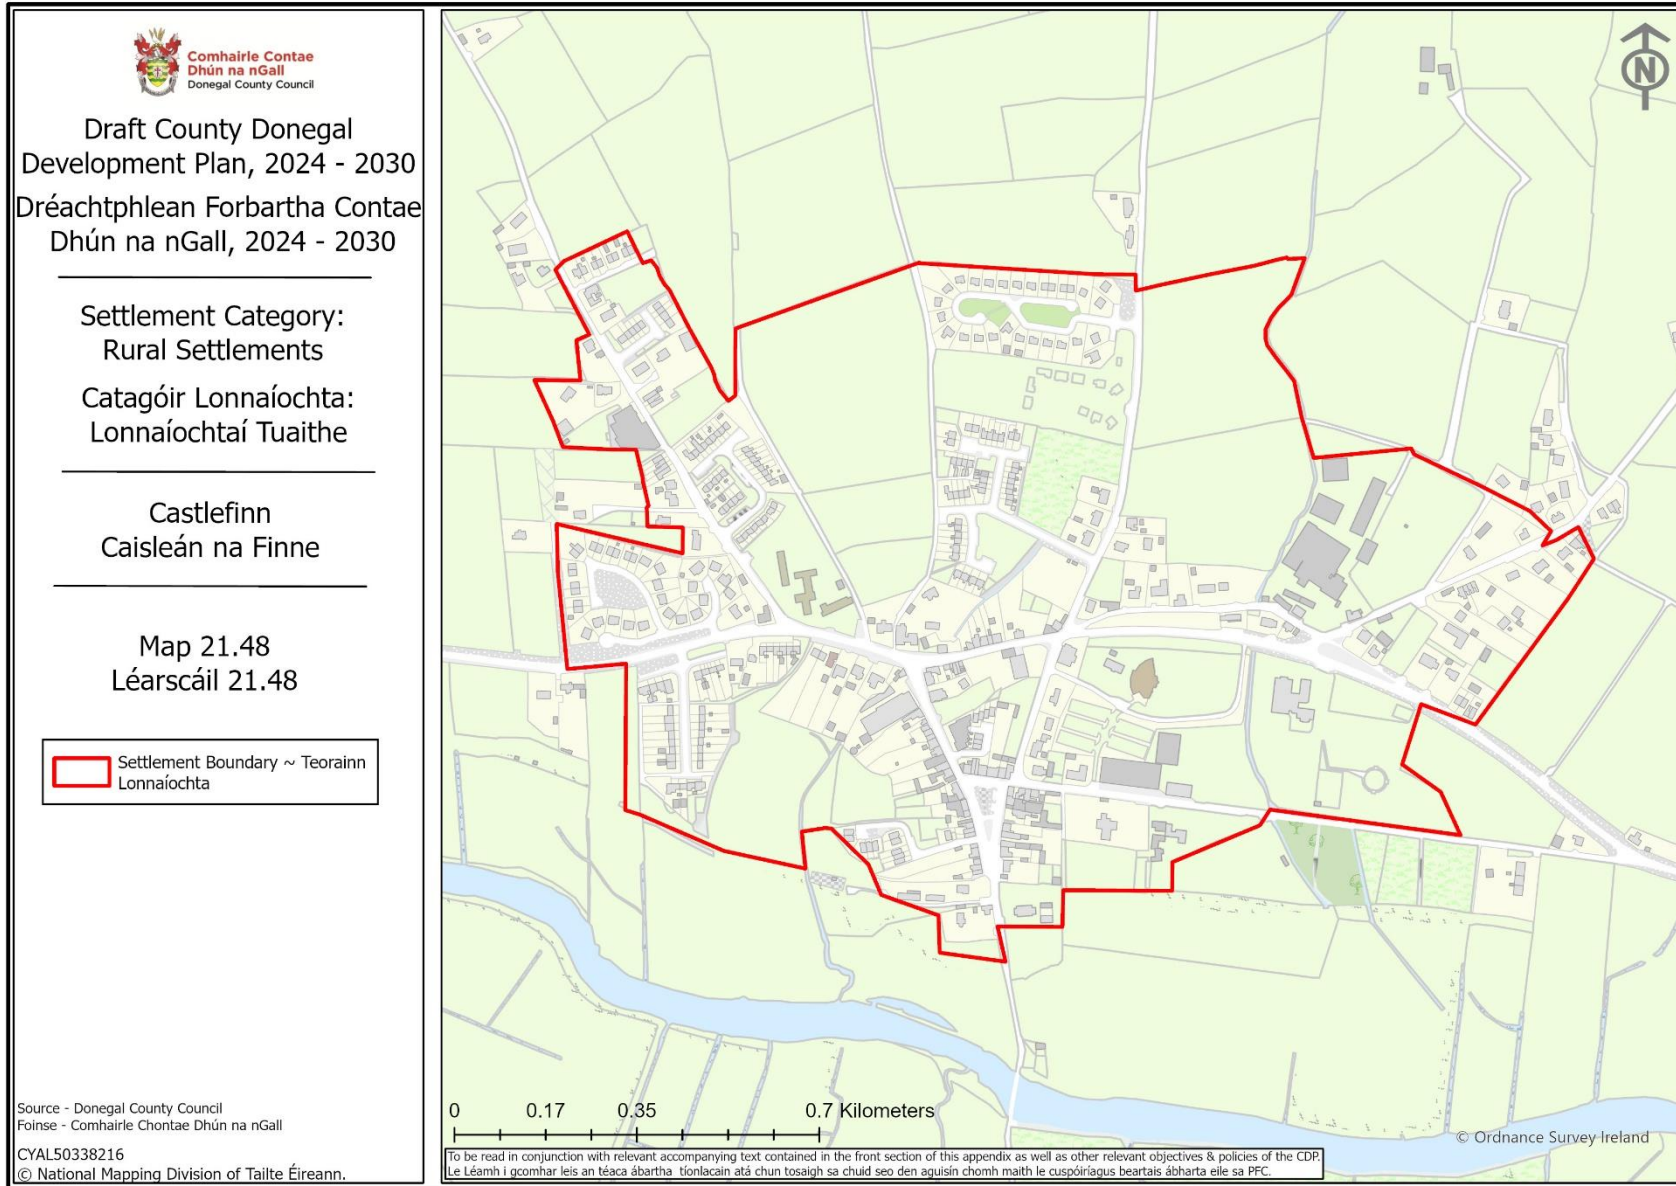 Comhairle Contae
Dhún na nGall
Donegal County Council
Draft County Donegal
Development Plan, 2024 - 2030
Dréachtphlean Forbartha Contae
Dhún na nGall, 2024 - 2030
Settlement Category:
Rural Settlements
Catagóir Lonnaíochta:
Lonnaíochtaí Tuaithe
Castlefinn
Caisleán na Finne
Map 21.48
Léarscáil 21.48
Settlement Boundary ~ Teorainn
Lonnaíochta
Source - Donegal County Council
Foinse - Comhairle Chontae Dhún na nGall
CYAL50338216
© National Mapping Division of Tailte Éireann.
N
0 0.17 0.35 0.7 Kilometers
© Ordnance Survey Ireland
To be read in conjunction with relevant accompanying text contained in the front section of this appendix as well as other relevant objectives & policies of the CDP.
Le Léamh i gcomhar leis an téaca ábartha tíonlacain atá chun tosaigh sa chuid seo den aguisín chomh maith le cuspóiríagus beartais ábharta eile sa PFC.